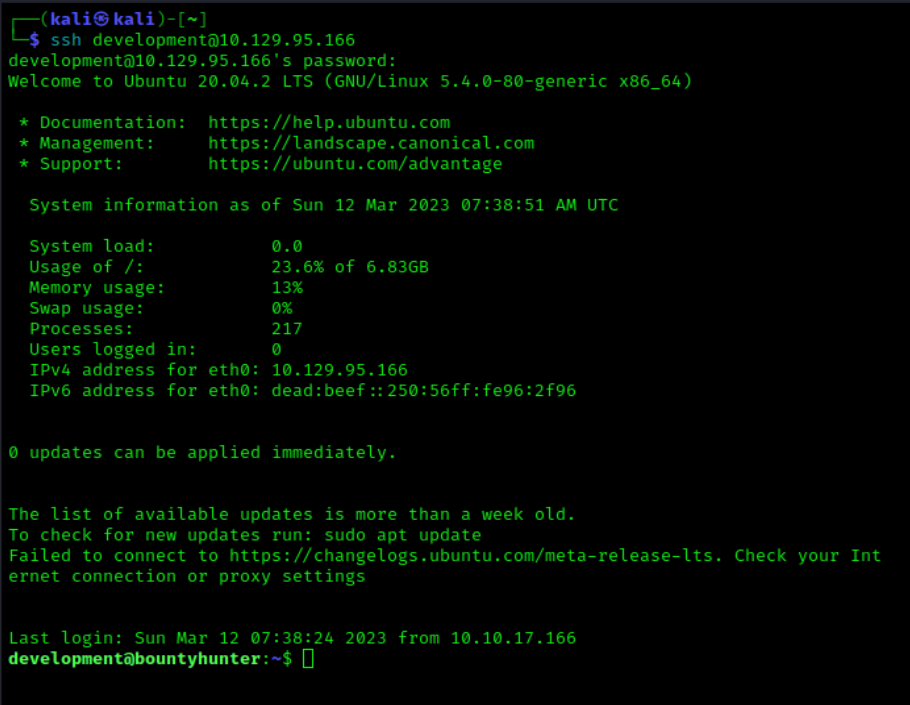 ┌──(kali㉿kali)-[~]
└─$ ssh development@10.129.95.166
development@10.129.95.166's password:
Welcome to Ubuntu 20.04.2 LTS (GNU/Linux 5.4.0-80-generic x86_64)
* Documentation:  https://help.ubuntu.com
* Management:     https://landscape.canonical.com
* Support:        https://ubuntu.com/advantage
System information as of Sun 12 Mar 2023 07:38:51 AM UTC
System load:           0.0
Usage of /:            23.6% of 6.83GB
Memory usage:          13%
Swap usage:            0%
Processes:             217
Users logged in:       0
IPv4 address for eth0: 10.129.95.166
IPv6 address for eth0: dead:beef::250:56ff:fe96:2f96
0 updates can be applied immediately.
The list of available updates is more than a week old.
To check for new updates run: sudo apt update
Failed to connect to https://changelogs.ubuntu.com/meta-release-lts. Check your Int
ernet connection or proxy settings
Last login: Sun Mar 12 07:38:24 2023 from 10.10.17.166
development@bountyhunter:~$